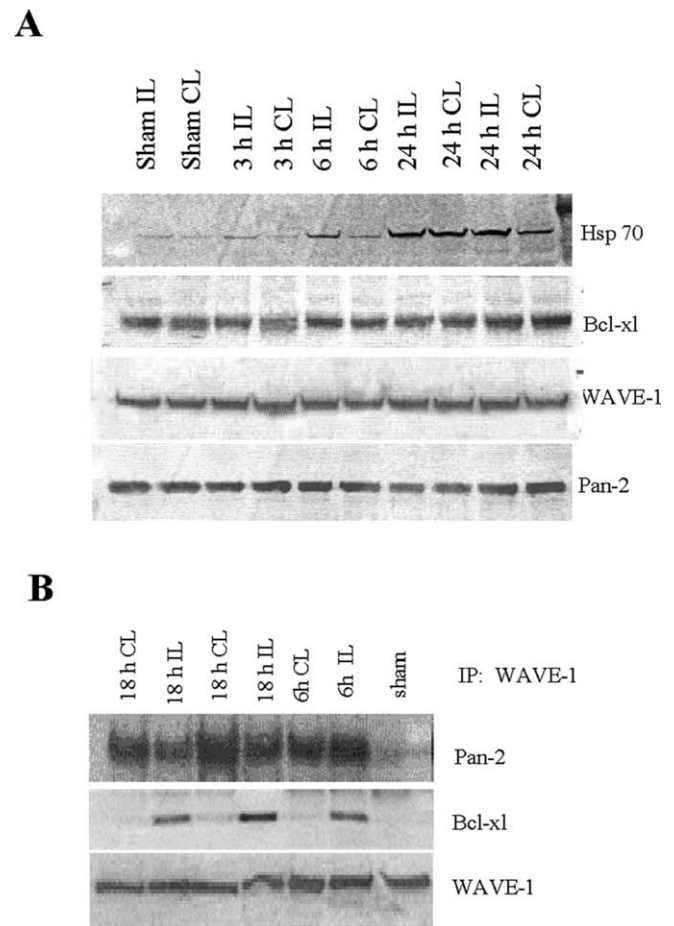 A
Sham IL
Sham CL
3 h IL
3 h CL
6 h IL
6 h CL
24 h IL
24 h CL
24 h IL
24 h CL
Hsp 70
Bcl-xl
WAVE-1
Pan-2
B
18 h CL
18 h IL
18 h CL
18 h IL
6h CL
6h IL
sham
IP: WAVE-1
Pan-2
Bcl-xl
WAVE-1